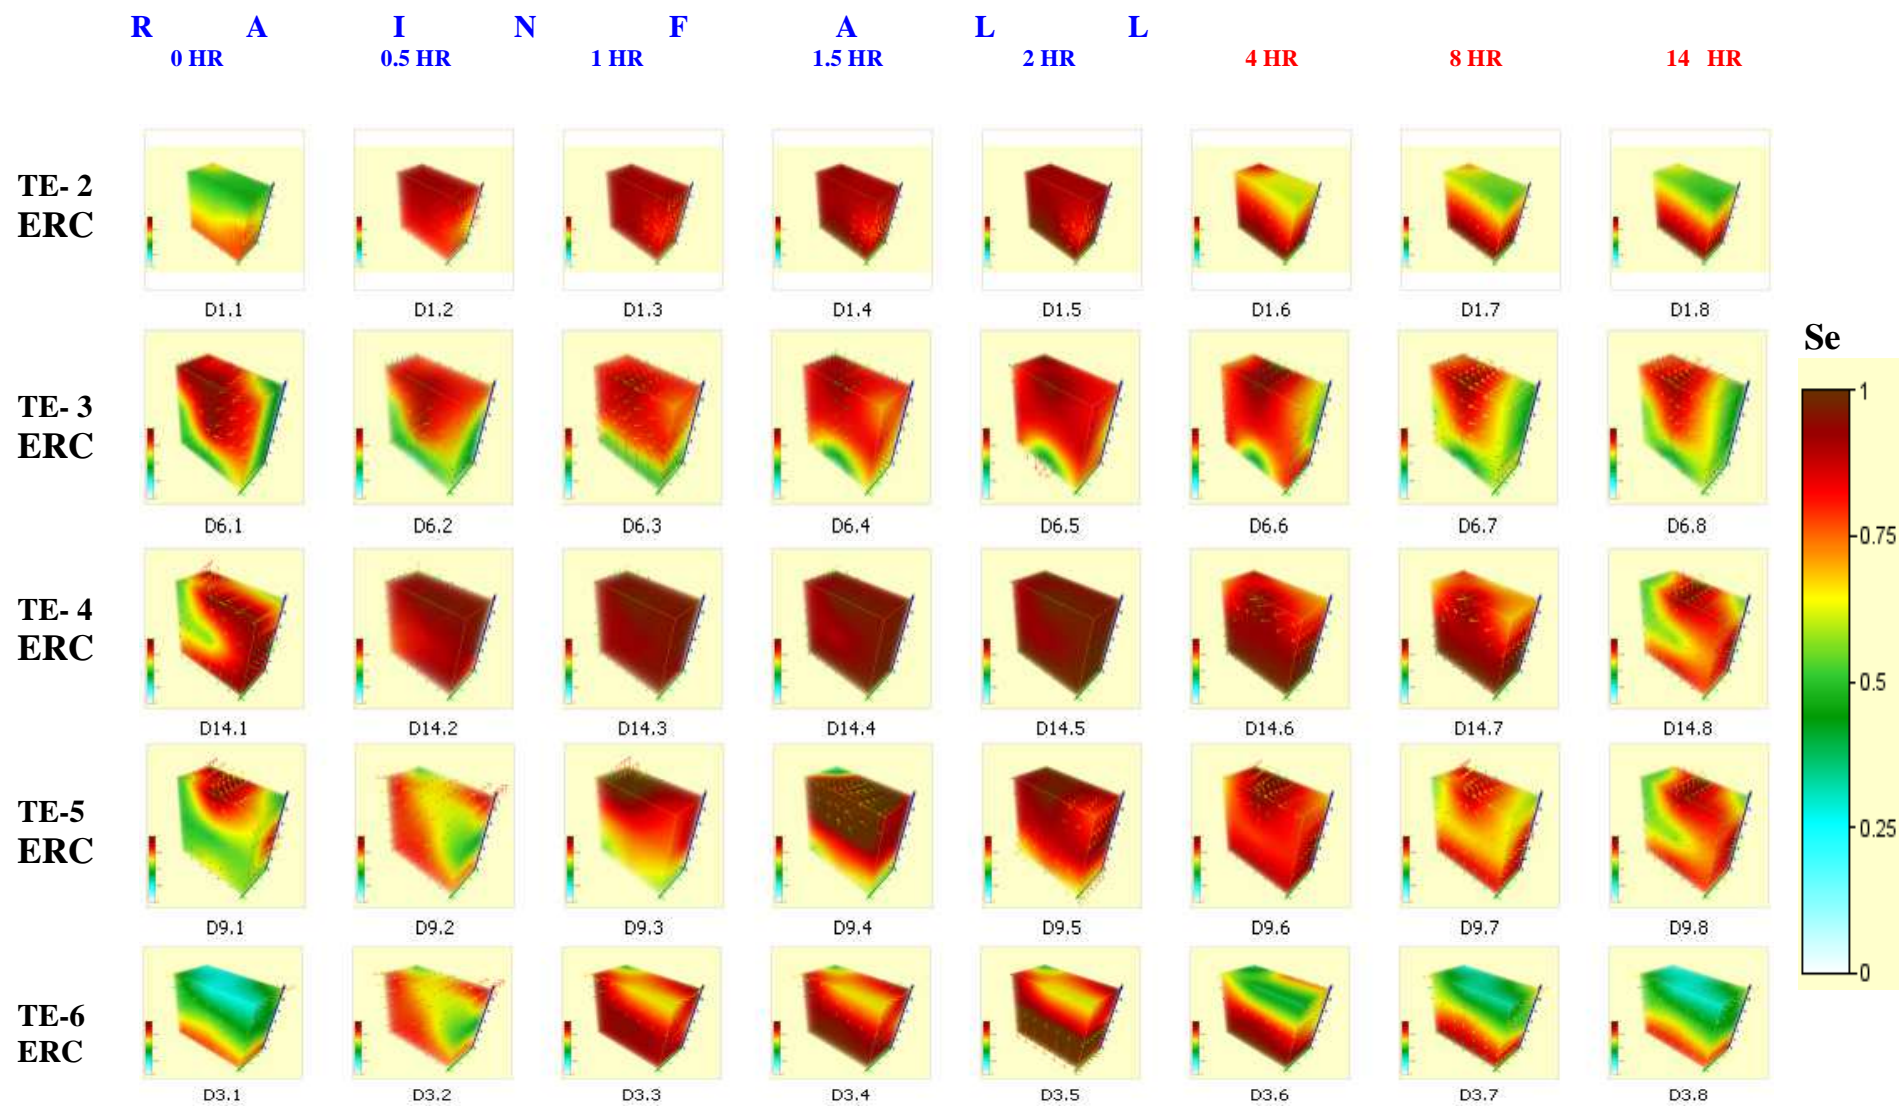 R A I N F A L L
0 HR 0.5 HR 1 HR 1.5 HR 2 HR 4 HR 8 HR 14 HR
TE- 2
ERC
D1.1 D1.2 D1.3 D1.4 D1.5 D1.6 D1.7 D1.8
TE- 3
ERC
D6.1 D6.2 D6.3 D6.4 D6.5 D6.6 D6.7 D6.8
TE- 4
ERC
D14.1 D14.2 D14.3 D14.4 D14.5 D14.6 D14.7 D14.8
TE-5
ERC
D9.1 D9.2 D9.3 D9.4 D9.5 D9.6 D9.7 D9.8
TE-6
ERC
D3.1 D3.2 D3.3 D3.4 D3.5 D3.6 D3.7 D3.8
Se
1
0.75
0.5
0.25
0